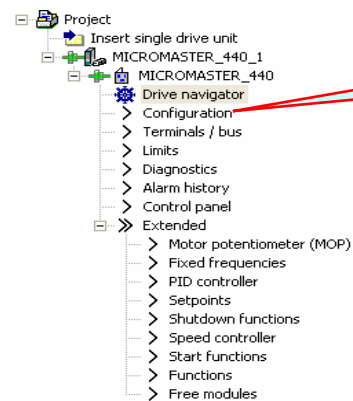 Project
Insert single drive unit
MICROMASTER_440_1
MICROMASTER_440
Drive navigator
Configuration
Terminals / bus
Limits
Diagnostics
Alarm history
Control panel
Extended
Motor potentiometer (MOP)
Fixed frequencies
PID controller
Setpoints
Shutdown functions
Speed controller
Start functions
Functions
Free modules